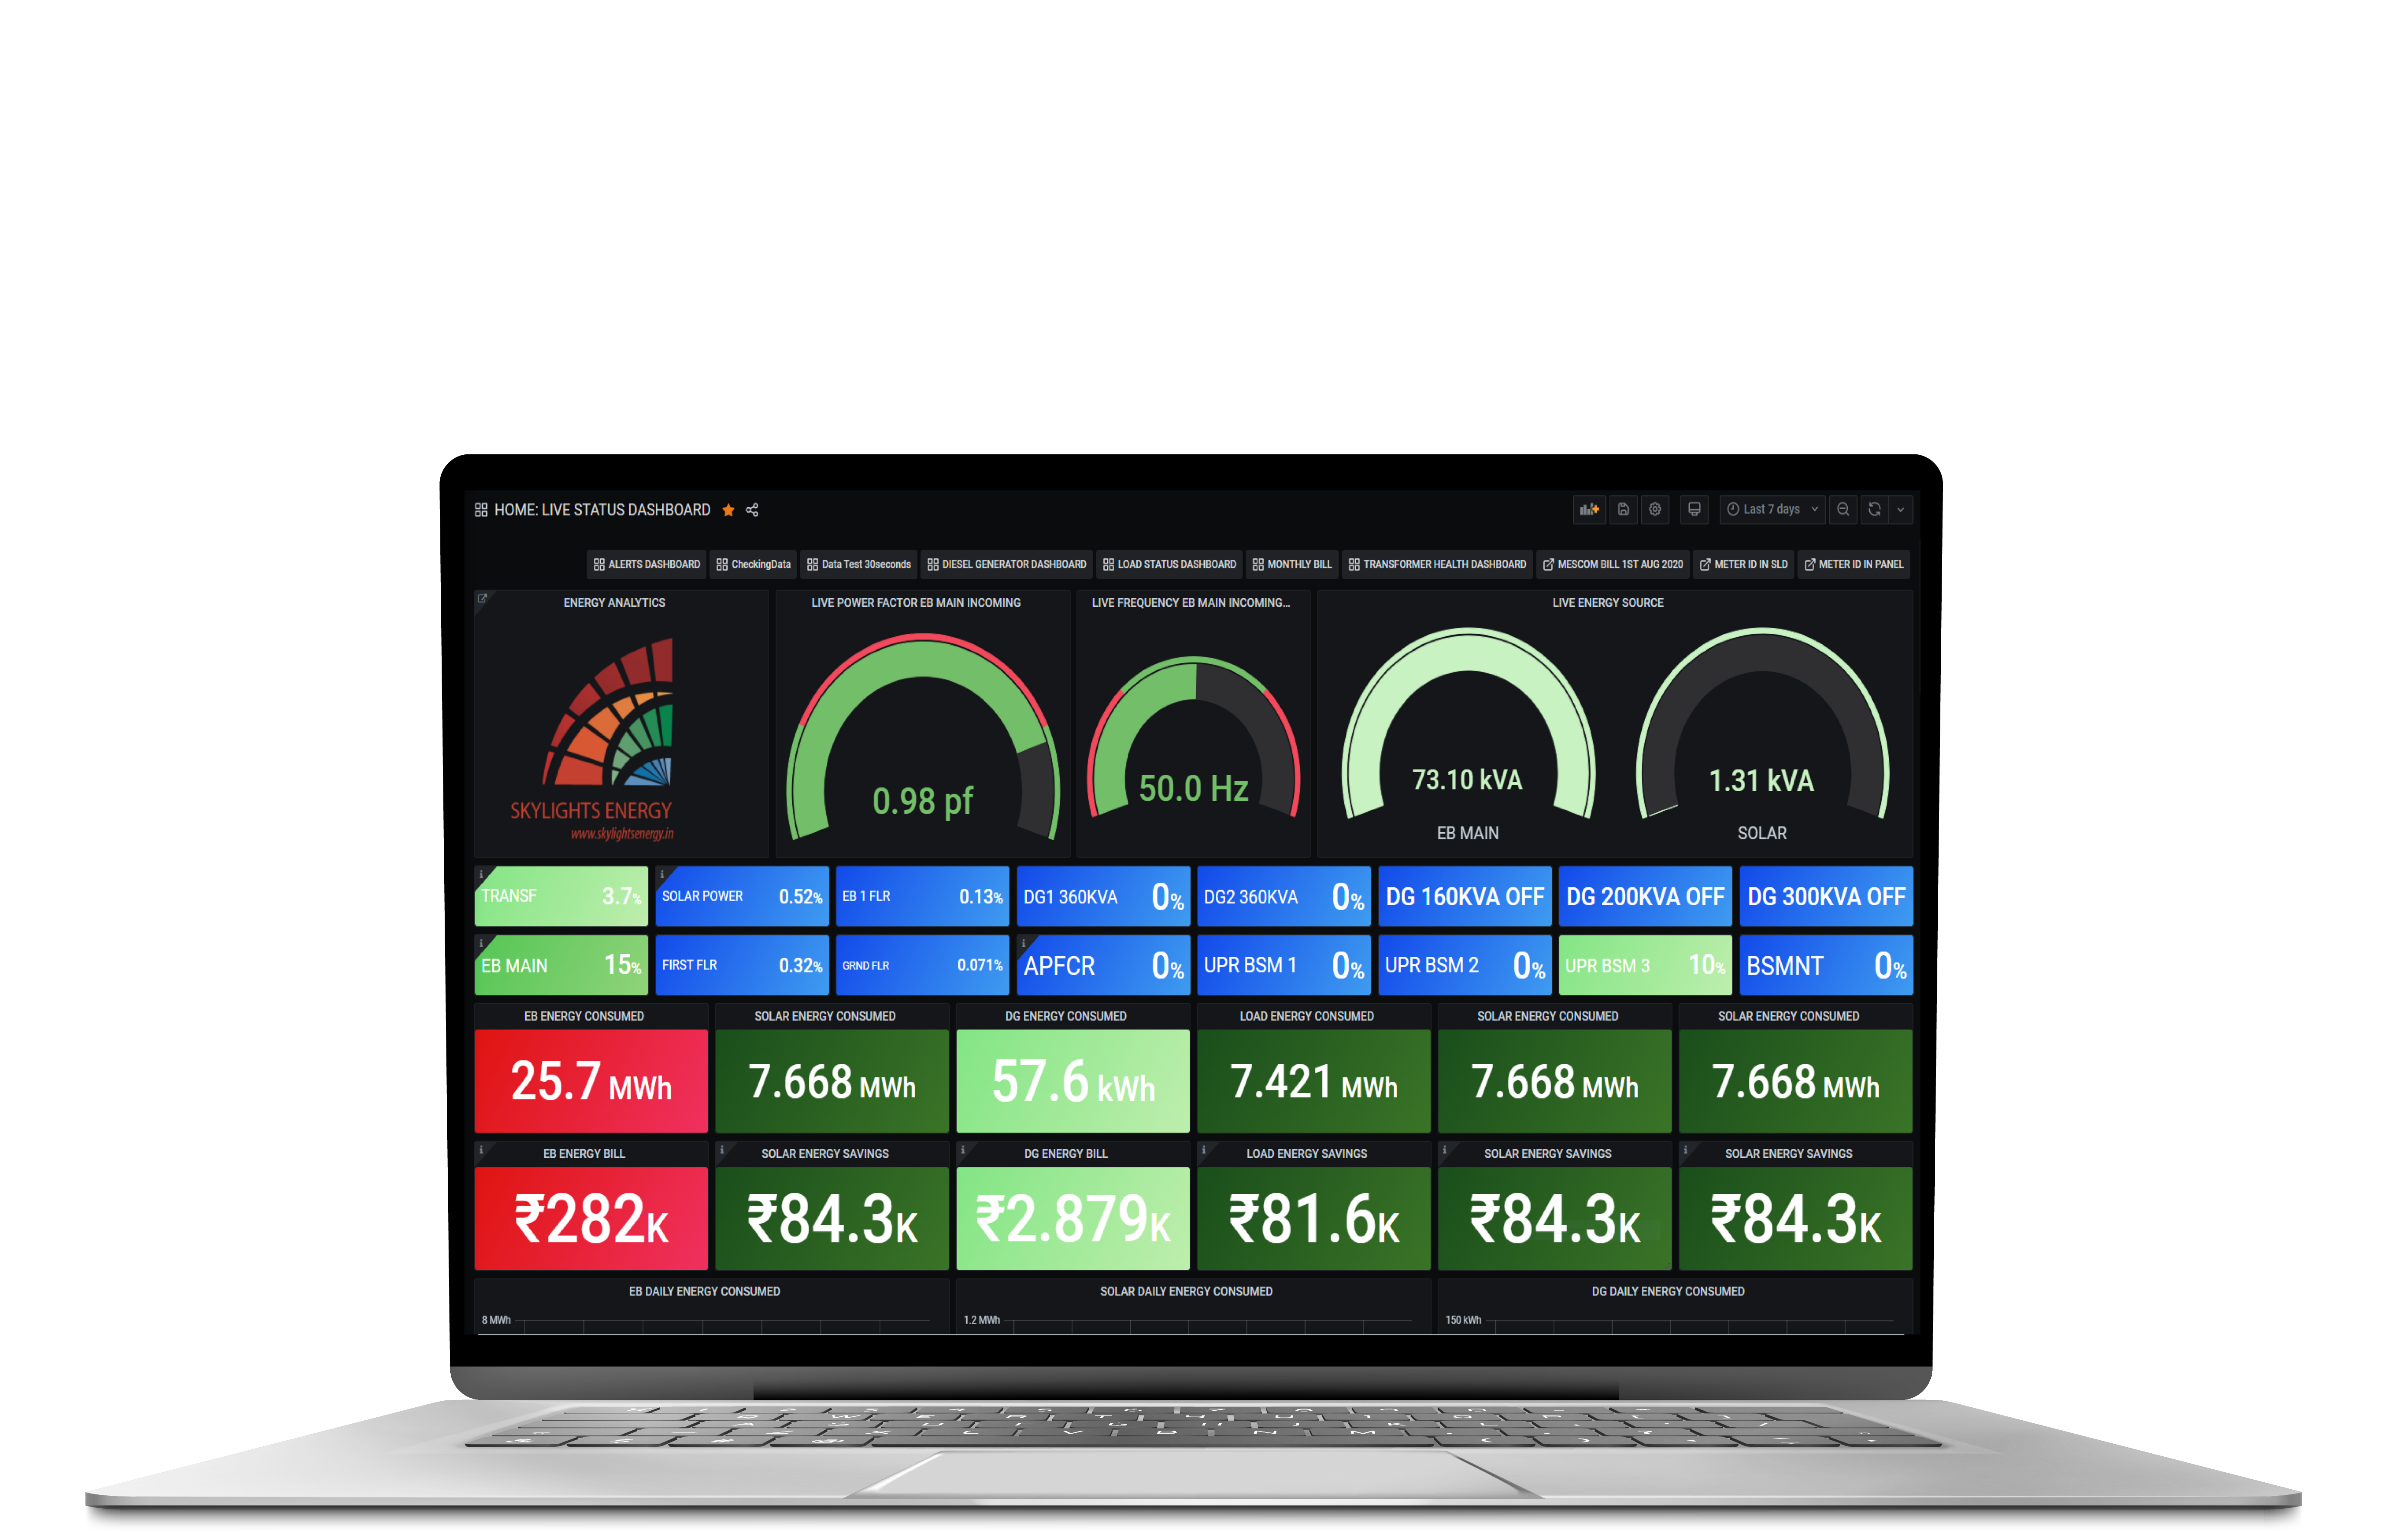 HOME: LIVE STATUS DASHBOARD
Last 7 days
ALERTS DASHBOARD
CheckingData
Data Test 30seconds
DIESEL GENERATOR DASHBOARD
LOAD STATUS DASHBOARD
MONTHLY BILL
TRANSFORMER HEALTH DASHBOARD
MESCOM BILL 1ST AUG 2020
METER ID IN SLD
METER ID IN PANEL
ENERGY ANALYTICS
SKYLIGHTS ENERGY
www.skylightsenergy.in
LIVE POWER FACTOR EB MAIN INCOMING
0.98 pf
LIVE FREQUENCY EB MAIN INCOMING...
50.0 Hz
LIVE ENERGY SOURCE
73.10 kVA
EB MAIN
1.31 kVA
SOLAR
TRANSF 3.7%
SOLAR POWER 0.52%
EB 1 FLR 0.13%
DG1 360KVA 0%
DG2 360KVA 0%
DG 160KVA OFF
DG 200KVA OFF
DG 300KVA OFF
EB MAIN 15%
FIRST FLR 0.32%
GRND FLR 0.071%
APFCR 0%
UPR BSM 1 0%
UPR BSM 2 0%
UPR BSM 3 10%
BSMNT 0%
EB ENERGY CONSUMED
25.7 MWh
SOLAR ENERGY CONSUMED
7.668 MWh
DG ENERGY CONSUMED
57.6 kWh
LOAD ENERGY CONSUMED
7.421 MWh
SOLAR ENERGY CONSUMED
7.668 MWh
SOLAR ENERGY CONSUMED
7.668 MWh
EB ENERGY BILL
₹282K
SOLAR ENERGY SAVINGS
₹84.3K
DG ENERGY BILL
₹2.879K
LOAD ENERGY SAVINGS
₹81.6K
SOLAR ENERGY SAVINGS
₹84.3K
SOLAR ENERGY SAVINGS
₹84.3K
EB DAILY ENERGY CONSUMED
8 MWh
SOLAR DAILY ENERGY CONSUMED
1.2 MWh
DG DAILY ENERGY CONSUMED
150 kWh